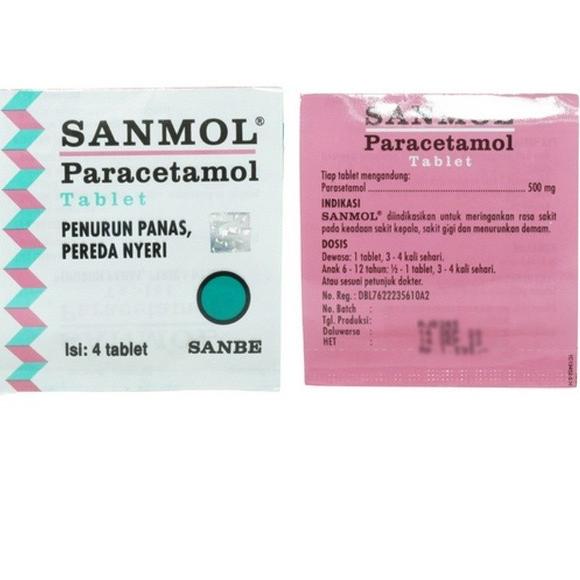 SANMOL®
Paracetamol
Tablet
PENURUN PANAS,
PEREDA NYERI
Isi: 4 tablet
SANBE
SANMOL
Paracetamol
Tablet
Tiap tablet mengandung:
Parasetamol ........................................ 500 mg
INDIKASI
SANMOL® diindikasikan untuk meringankan rasa sakit
pada keadaan sakit kepala, sakit gigi dan menurunkan demam.
DOSIS
Dewasa: 1 tablet, 3 - 4 kali sehari.
Anak 6 - 12 tahun: ½ - 1 tablet, 3 - 4 kali sehari.
Atau sesuai petunjuk dokter.
No. Reg. : DBL7622235610A2
No. Batch :
Tgl. Produksi:
Daluwarsa :
HET :